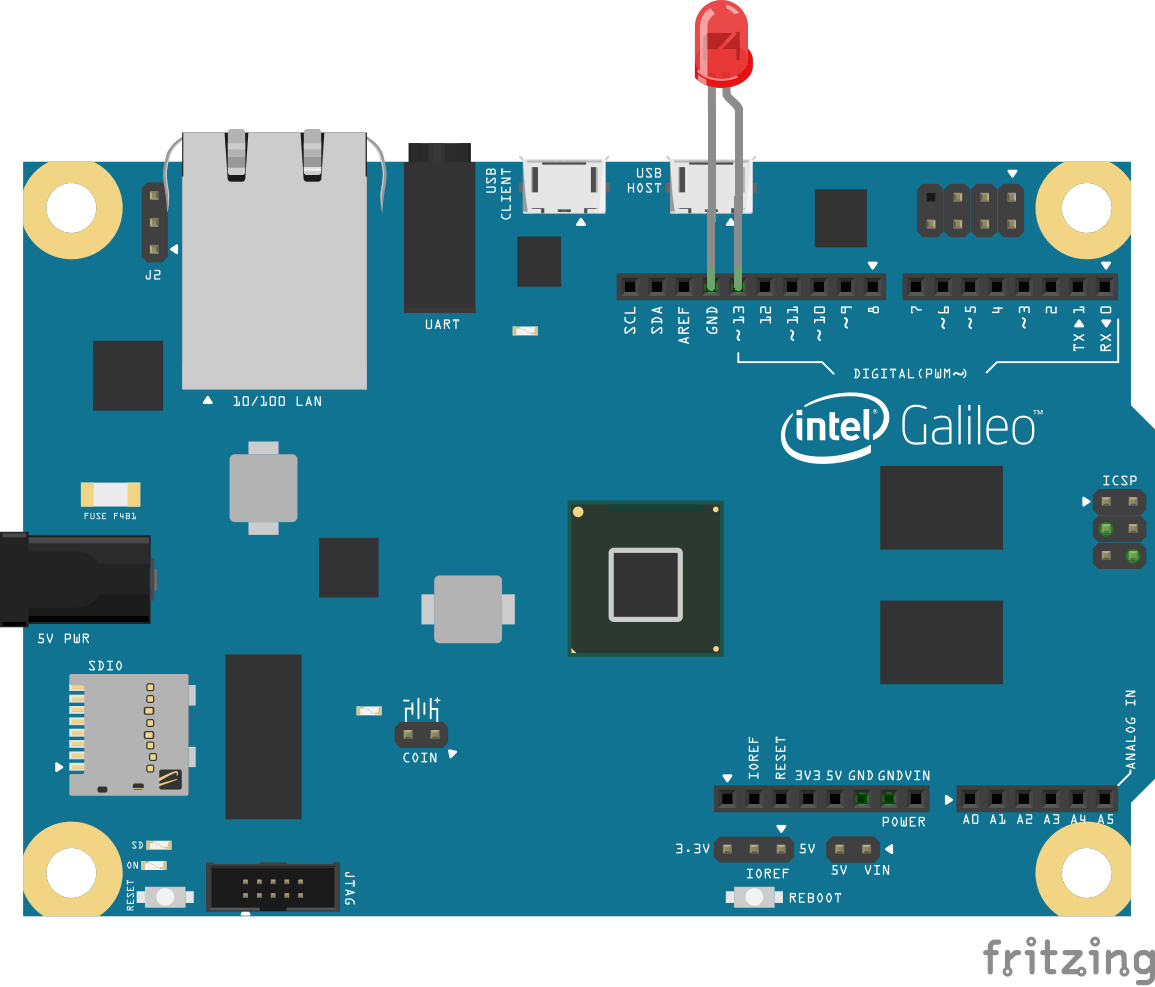 USB
CLIENT
USB
HOST
J2
UART
SCL
SDA
AREF
GND
~13
12
~11
~10
~9
8
7
~6
~5
4
~3
2
TX▶1
RX◀0
DIGITAL(PWM~)
10/100 LAN
intel® Galileo™
ICSP
FUSE F4B1
5V PWR
SDIO
- +
COIN
ANALOG IN
IOREF
RESET
3V3 5V GND GND VIN
POWER
A0 A1 A2 A3 A4 A5
3.3V
5V
IOREF
5V VIN
SD
ON
RESET
JTAG
REBOOT
fritzing